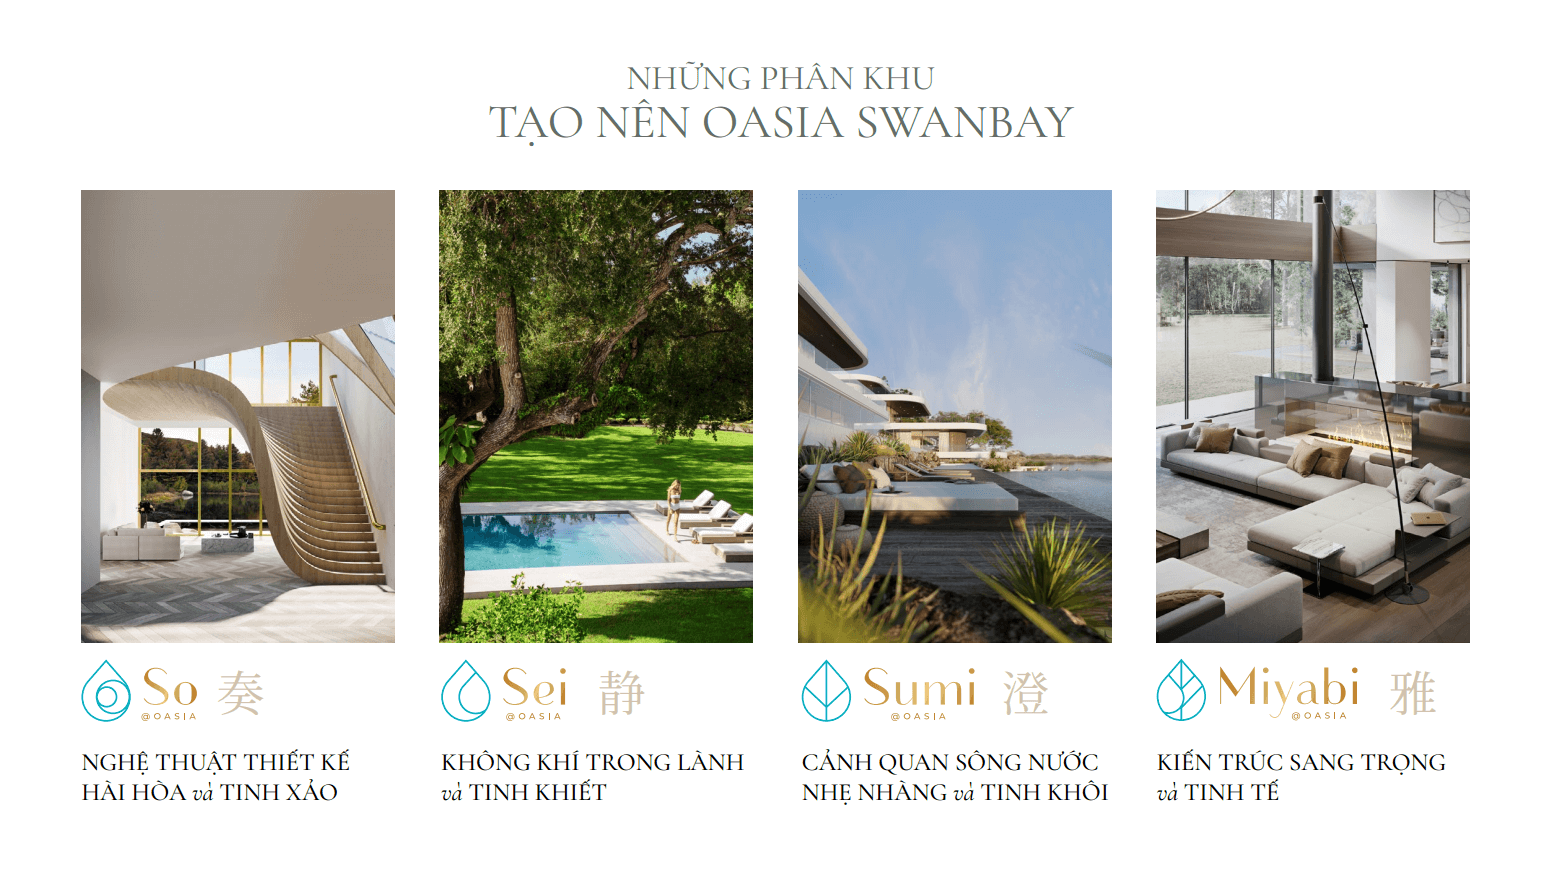 NHỮNG PHÂN KHU
TẠO NÊN OASIA SWANBAY
So 奏
@OASIA
NGHỆ THUẬT THIẾT KẾ
HÀI HÒA và TINH XẢO
Sei 静
@OASIA
KHÔNG KHÍ TRONG LÀNH
và TINH KHIẾT
Sumi 澄
@OASIA
CẢNH QUAN SÔNG NƯỚC
NHẸ NHÀNG và TINH KHÔI
Miyabi 雅
@OASIA
KIẾN TRÚC SANG TRỌNG
và TINH TẾ